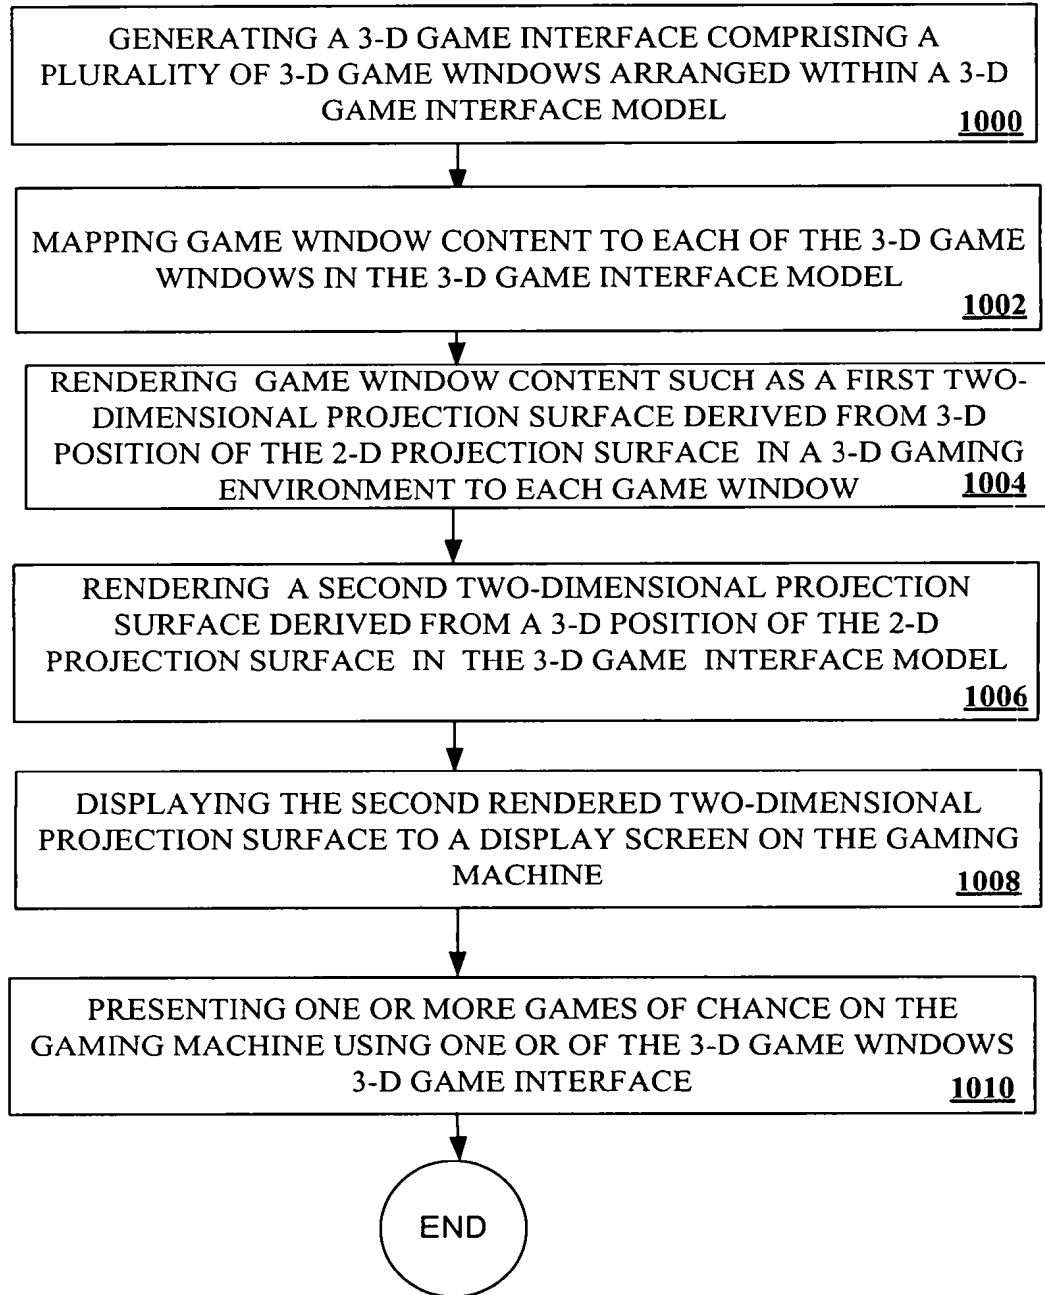 GENERATING A 3-D GAME INTERFACE COMPRISING A
PLURALITY OF 3-D GAME WINDOWS ARRANGED WITHIN A 3-D
GAME INTERFACE MODEL
1000
MAPPING GAME WINDOW CONTENT TO EACH OF THE 3-D GAME
WINDOWS IN THE 3-D GAME INTERFACE MODEL
1002
RENDERING GAME WINDOW CONTENT SUCH AS A FIRST TWO-
DIMENSIONAL PROJECTION SURFACE DERIVED FROM 3-D
POSITION OF THE 2-D PROJECTION SURFACE IN A 3-D GAMING
ENVIRONMENT TO EACH GAME WINDOW
1004
RENDERING A SECOND TWO-DIMENSIONAL PROJECTION
SURFACE DERIVED FROM A 3-D POSITION OF THE 2-D
PROJECTION SURFACE IN THE 3-D GAME INTERFACE MODEL
1006
DISPLAYING THE SECOND RENDERED TWO-DIMENSIONAL
PROJECTION SURFACE TO A DISPLAY SCREEN ON THE GAMING
MACHINE
1008
PRESENTING ONE OR MORE GAMES OF CHANCE ON THE
GAMING MACHINE USING ONE OR OF THE 3-D GAME WINDOWS
3-D GAME INTERFACE
1010
END